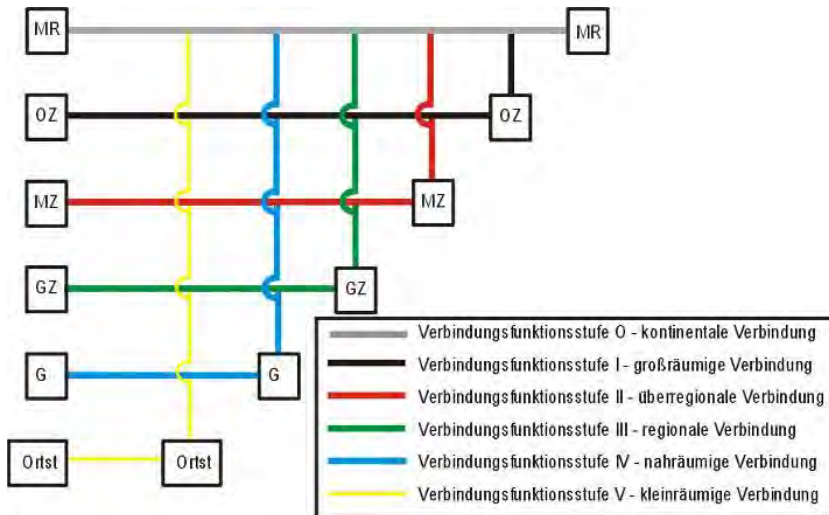 MR
MR
OZ
OZ
MZ
MZ
GZ
GZ
G
G
Ortst
Ortst
Verbindungsfunktionsstufe O - kontinentale Verbindung
Verbindungsfunktionsstufe I - großräumige Verbindung
Verbindungsfunktionsstufe II - überregionale Verbindung
Verbindungsfunktionsstufe III - regionale Verbindung
Verbindungsfunktionsstufe IV - nahräumige Verbindung
Verbindungsfunktionsstufe V - kleinräumige Verbindung